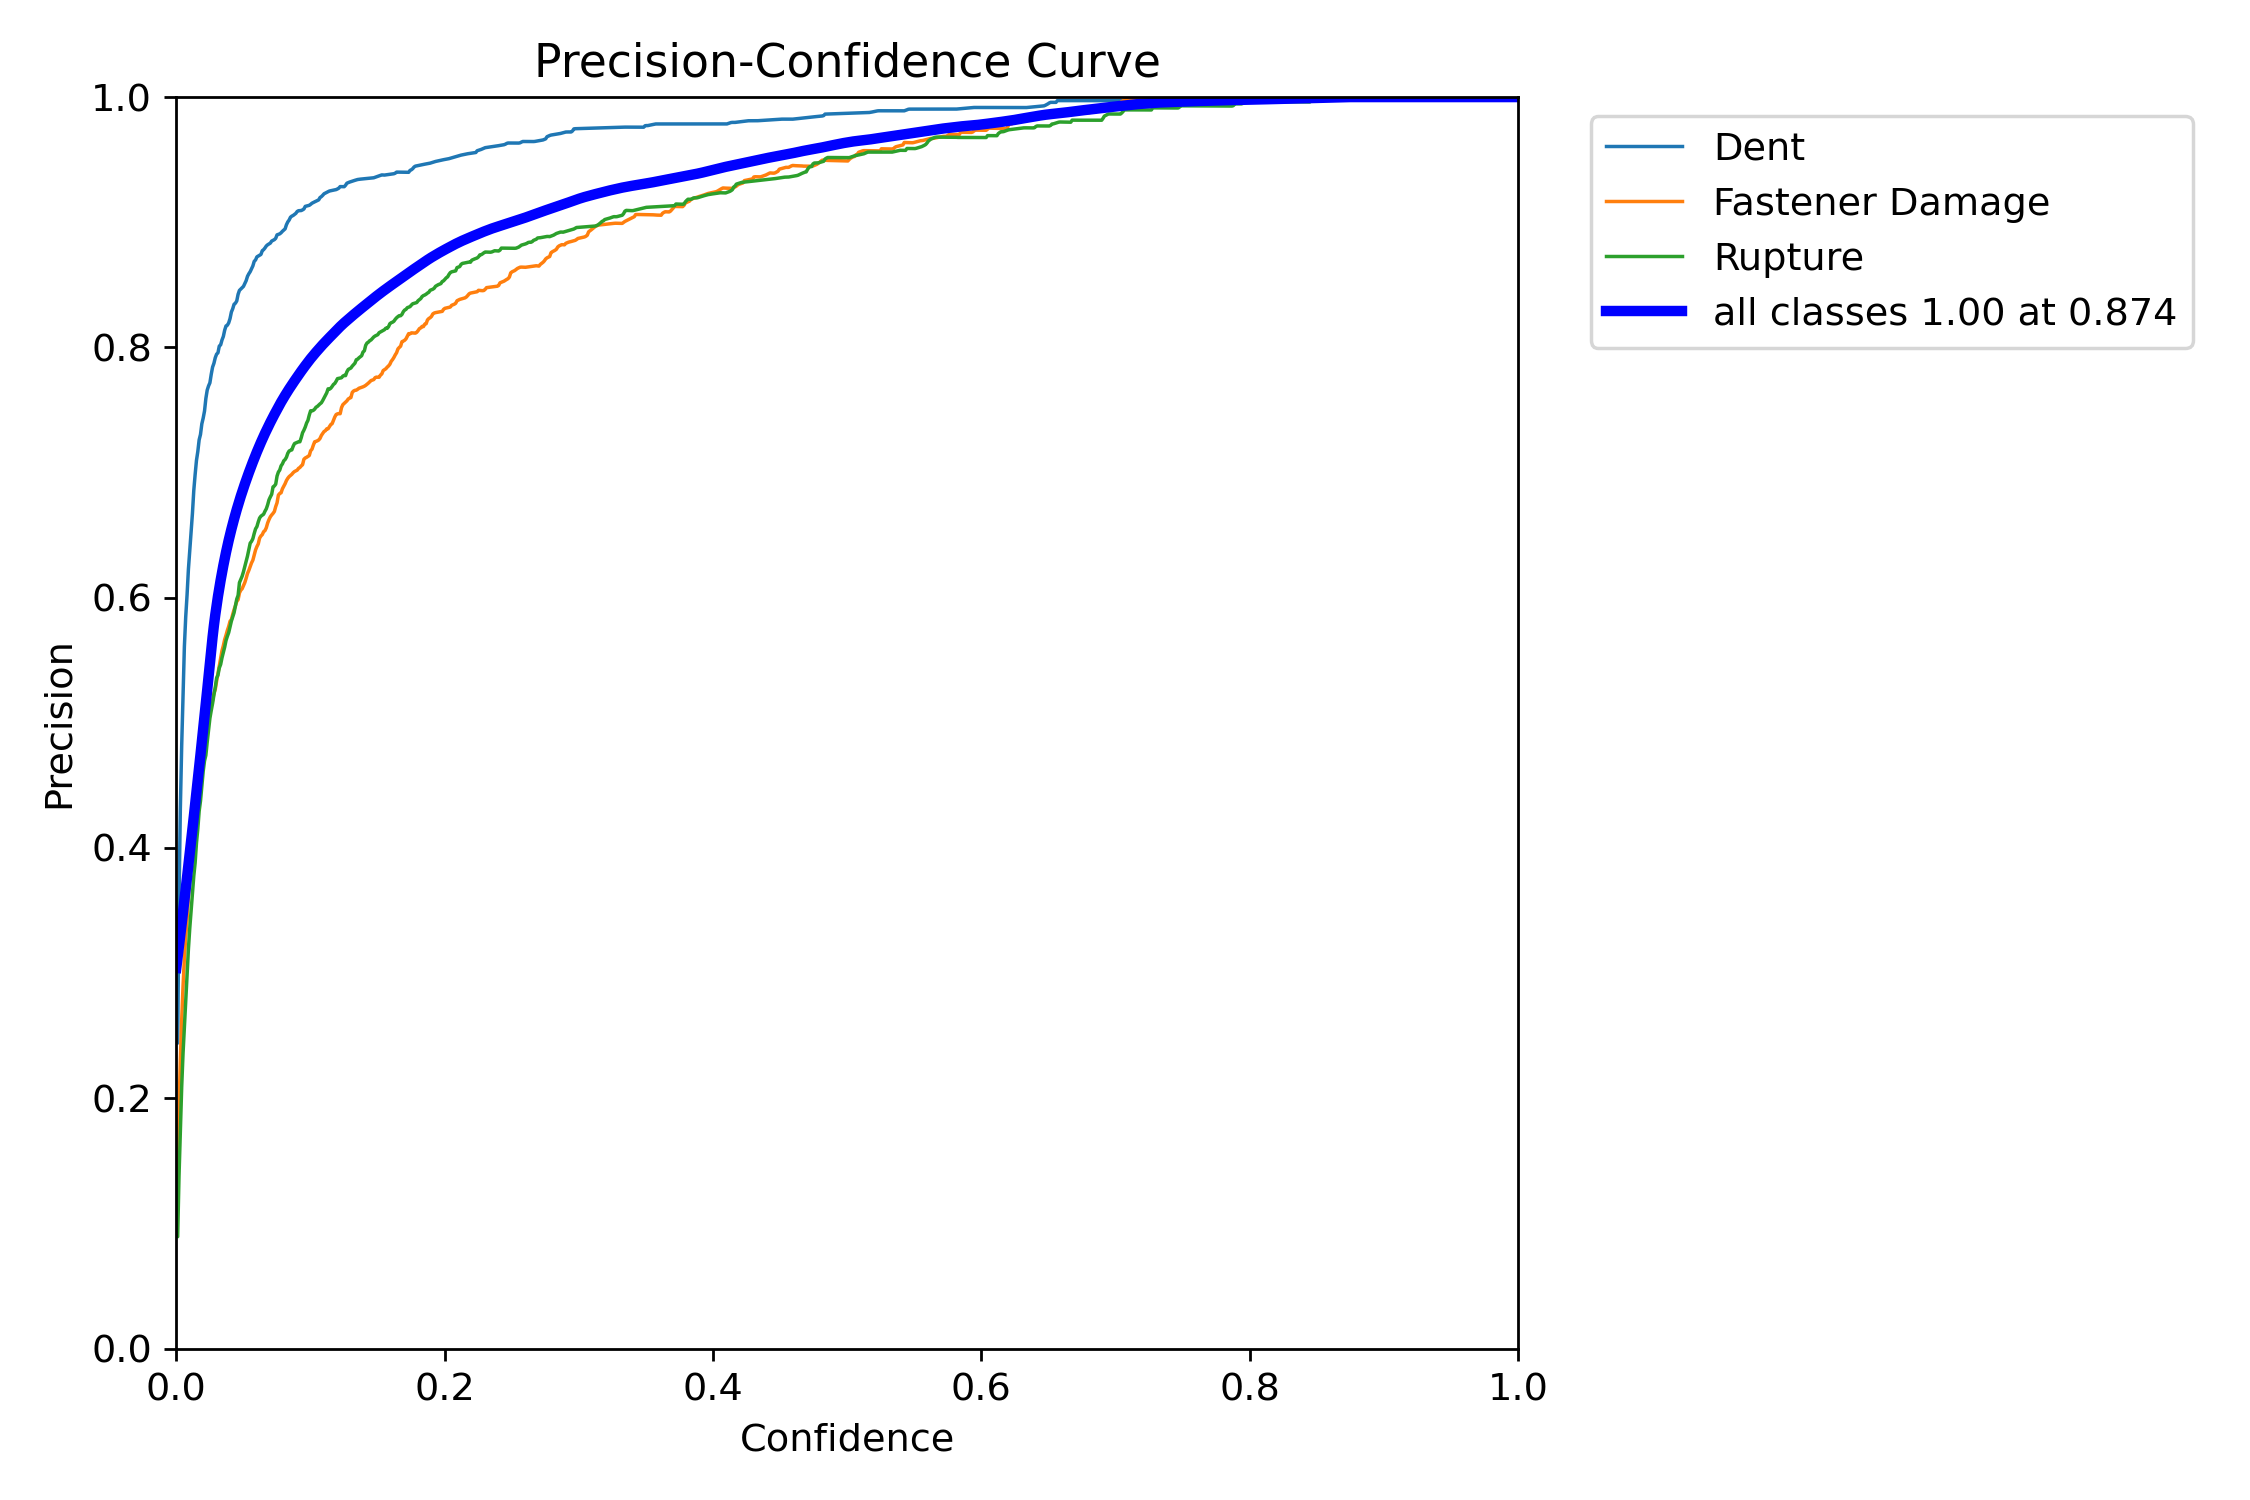 Precision-Confidence Curve
1.0
0.8
0.6
0.4
0.2
0.0
Precision
0.0 0.2 0.4 0.6 0.8 1.0
Confidence
Dent
Fastener Damage
Rupture
all classes 1.00 at 0.874